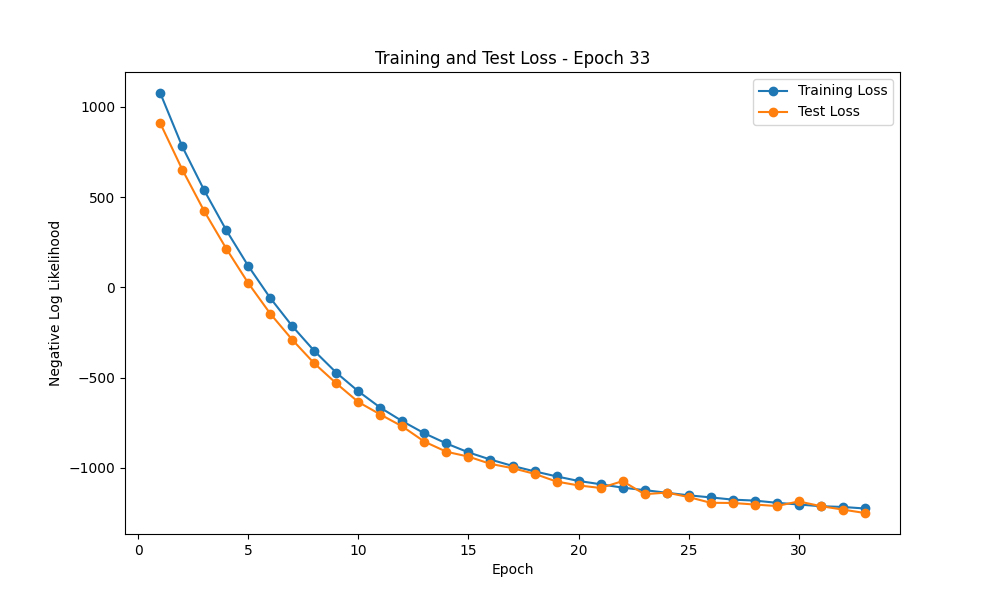 Training and Test Loss - Epoch 33
Training Loss
Test Loss
1000
500
0
−500
−1000
Negative Log Likelihood
0 5 10 15 20 25 30
Epoch